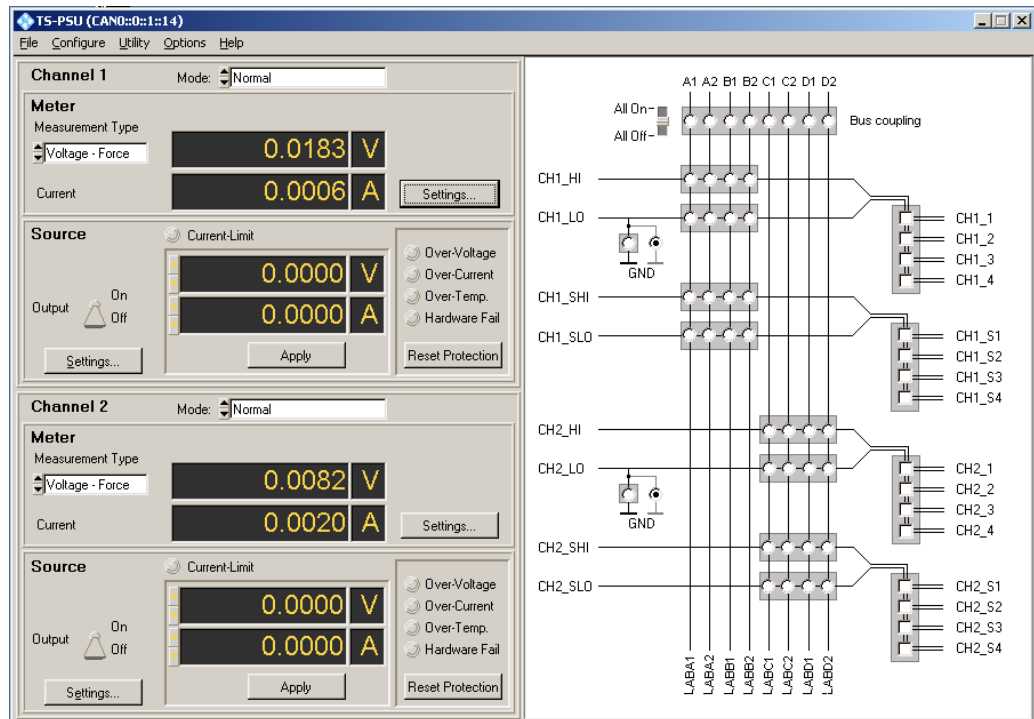 TS-PSU (CAN0::0::1::14)
File Configure Utility Options Help
Channel 1
Mode: Normal
Meter
Measurement Type
Voltage - Force
0.0183 V
Current
0.0006 A
Settings...
Source
Current-Limit
0.0000 V
0.0000 A
Output
On
Off
Settings...
Apply
Over-Voltage
Over-Current
Over-Temp.
Hardware Fail
Reset Protection
Channel 2
Mode: Normal
Meter
Measurement Type
Voltage - Force
0.0082 V
Current
0.0020 A
Settings...
Source
Current-Limit
0.0000 V
0.0000 A
Output
On
Off
Settings...
Apply
Over-Voltage
Over-Current
Over-Temp.
Hardware Fail
Reset Protection
A1 A2 B1 B2 C1 C2 D1 D2
All On
All Off
Bus coupling
CH1_HI
CH1_LO
GND
CH1_1
CH1_2
CH1_3
CH1_4
CH1_SHI
CH1_SLO
CH1_S1
CH1_S2
CH1_S3
CH1_S4
CH2_HI
CH2_LO
GND
CH2_1
CH2_2
CH2_3
CH2_4
CH2_SHI
CH2_SLO
CH2_S1
CH2_S2
CH2_S3
CH2_S4
LABA1
LABA2
LABB1
LABB2
LABC1
LABC2
LABD1
LABD2